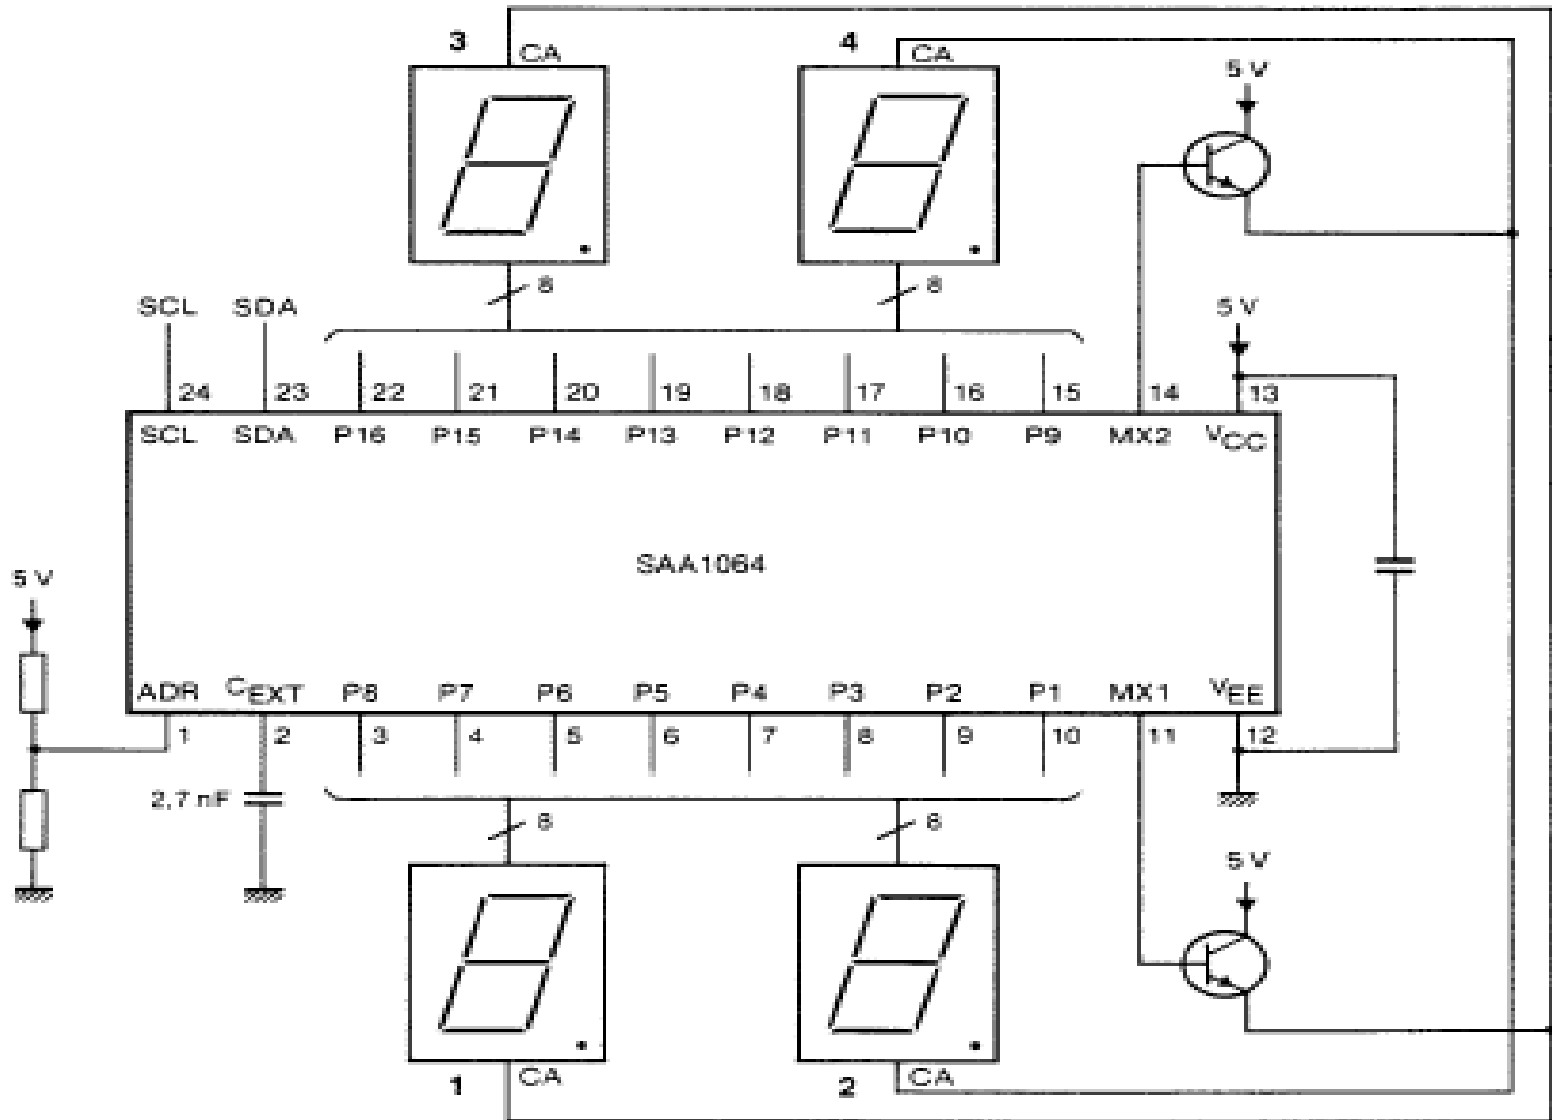 3 CA 4 CA
5 V
8 8
SCL SDA 5 V
24 23 22 21 20 19 18 17 16 15 14 13
SCL SDA P16 P15 P14 P13 P12 P11 P10 P9 MX2 VCC
SAA1064
5 V
ADR CEXT P8 P7 P6 P5 P4 P3 P2 P1 MX1 VEE
1 2 3 4 5 6 7 8 9 10 11 12
2,7 nF
8 8
5 V
1 CA 2 CA